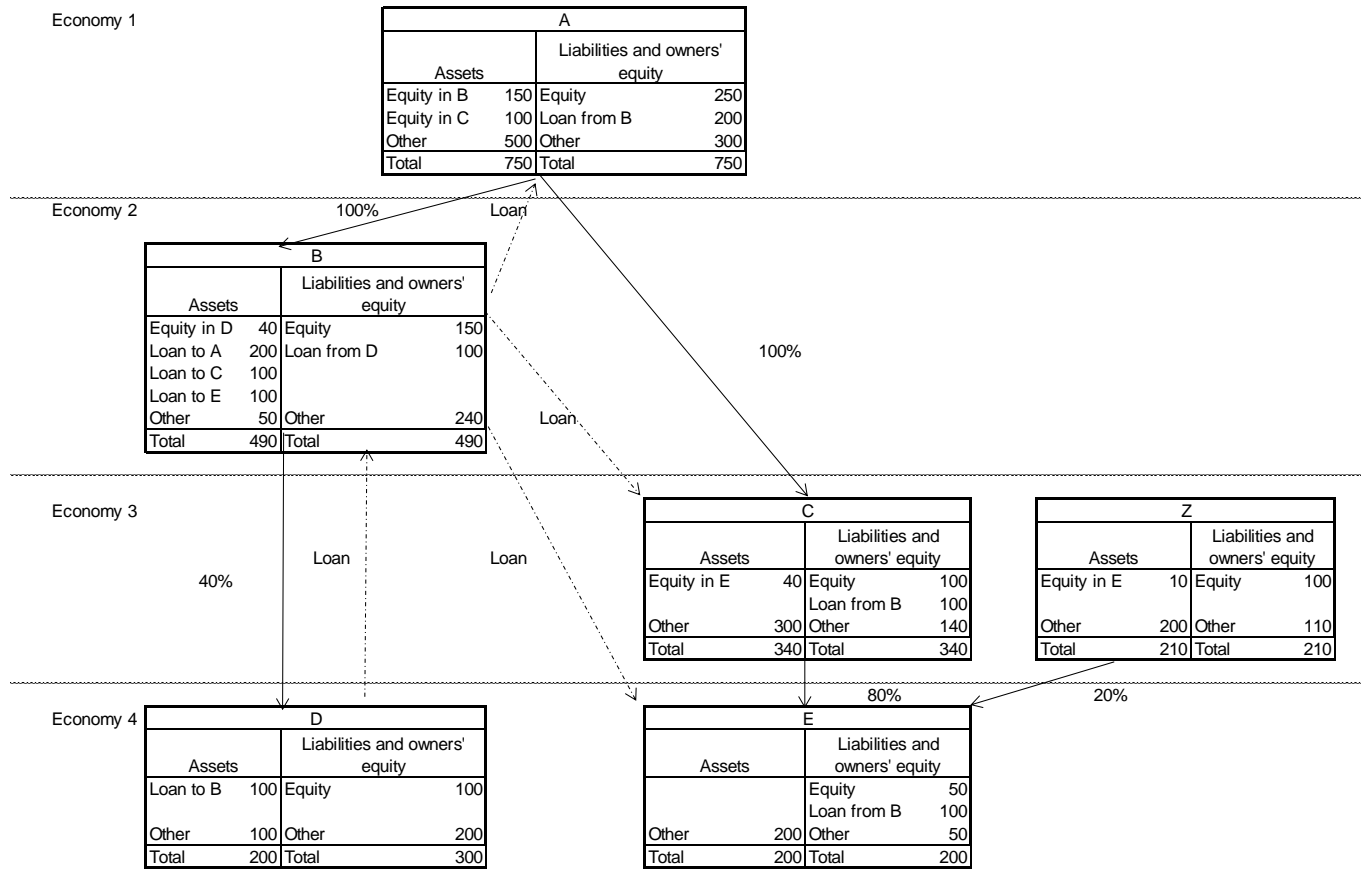 Economy 1
A
Assets Liabilities and owners' equity
Equity in B 150 Equity 250
Equity in C 100 Loan from B 200
Other 500 Other 300
Total 750 Total 750
Economy 2
100%
Loan
B
Assets Liabilities and owners' equity
Equity in D 40 Equity 150
Loan to A 200 Loan from D 100
Loan to C 100
Loan to E 100
Other 50 Other 240
Total 490 Total 490
100%
Loan
Economy 3
40%
Loan
Loan
C
Assets Liabilities and owners' equity
Equity in E 40 Equity 100
Loan from B 100
Other 300 Other 140
Total 340 Total 340
Z
Assets Liabilities and owners' equity
Equity in E 10 Equity 100
Other 200 Other 110
Total 210 Total 210
80%
20%
Economy 4
D
Assets Liabilities and owners' equity
Loan to B 100 Equity 100
Other 100 Other 200
Total 200 Total 300
E
Assets Liabilities and owners' equity
Equity 50
Loan from B 100
Other 200 Other 50
Total 200 Total 200